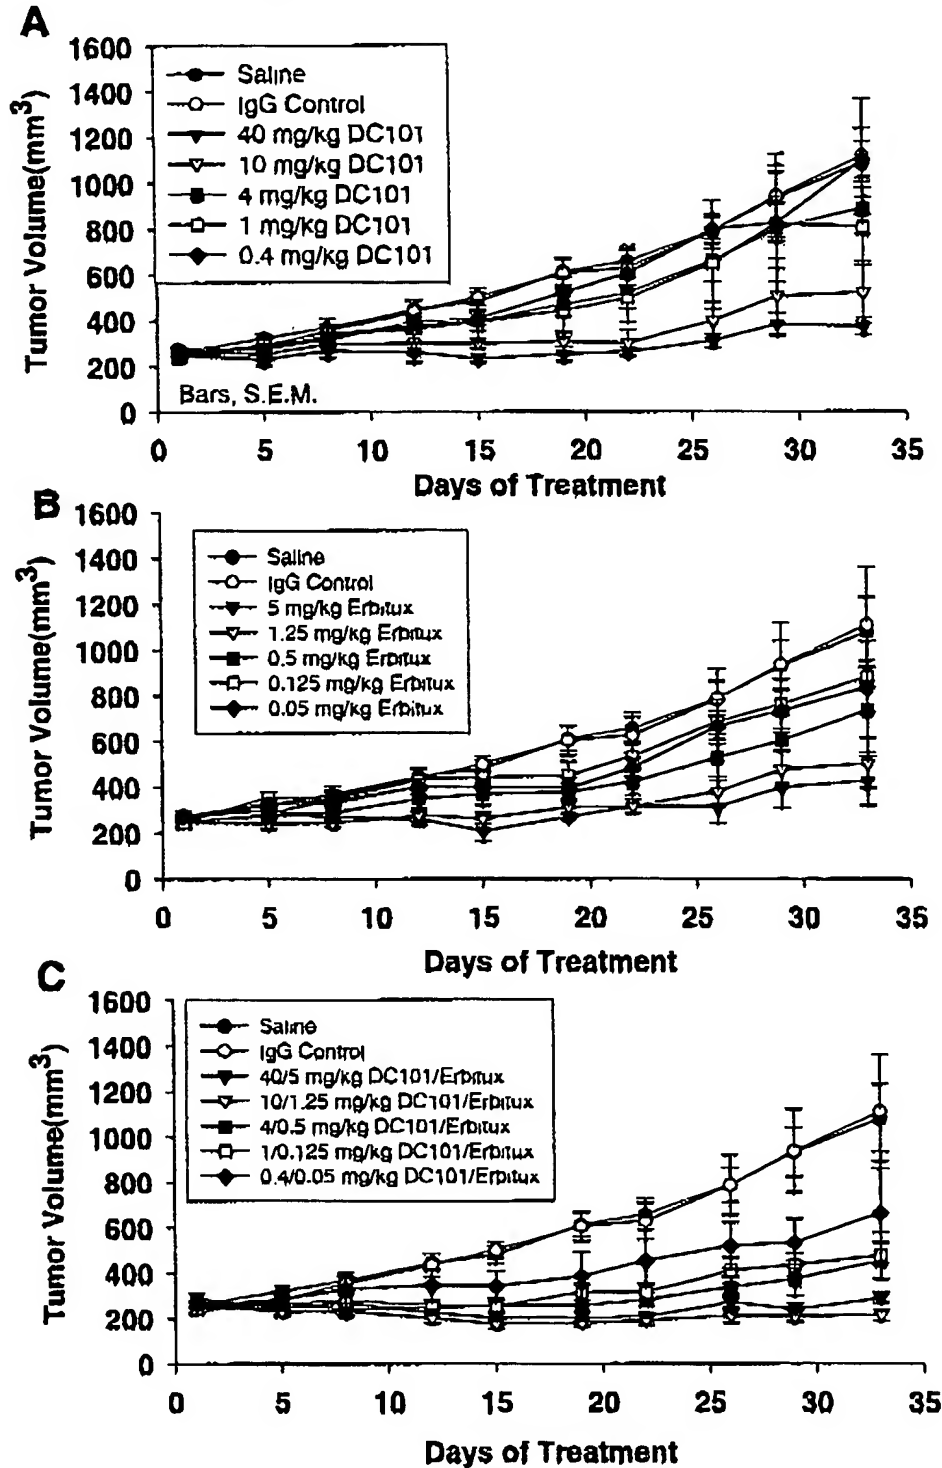 A
Tumor Volume(mm3)
1600
1400
1200
1000
800
600
400
200
0
Saline
IgG Control
40 mg/kg DC101
10 mg/kg DC101
4 mg/kg DC101
1 mg/kg DC101
0.4 mg/kg DC101
Bars, S.E.M.
0 5 10 15 20 25 30 35
Days of Treatment
B
Tumor Volume(mm3)
1600
1400
1200
1000
800
600
400
200
0
Saline
IgG Control
5 mg/kg Erbitux
1.25 mg/kg Erbitux
0.5 mg/kg Erbitux
0.125 mg/kg Erbitux
0.05 mg/kg Erbitux
0 5 10 15 20 25 30 35
Days of Treatment
C
Tumor Volume(mm3)
1600
1400
1200
1000
800
600
400
200
0
Saline
IgG Control
40/5 mg/kg DC101/Erbitux
10/1.25 mg/kg DC101/Erbitux
4/0.5 mg/kg DC101/Erbitux
1/0.125 mg/kg DC101/Erbitux
0.4/0.05 mg/kg DC101/Erbitux
0 5 10 15 20 25 30 35
Days of Treatment